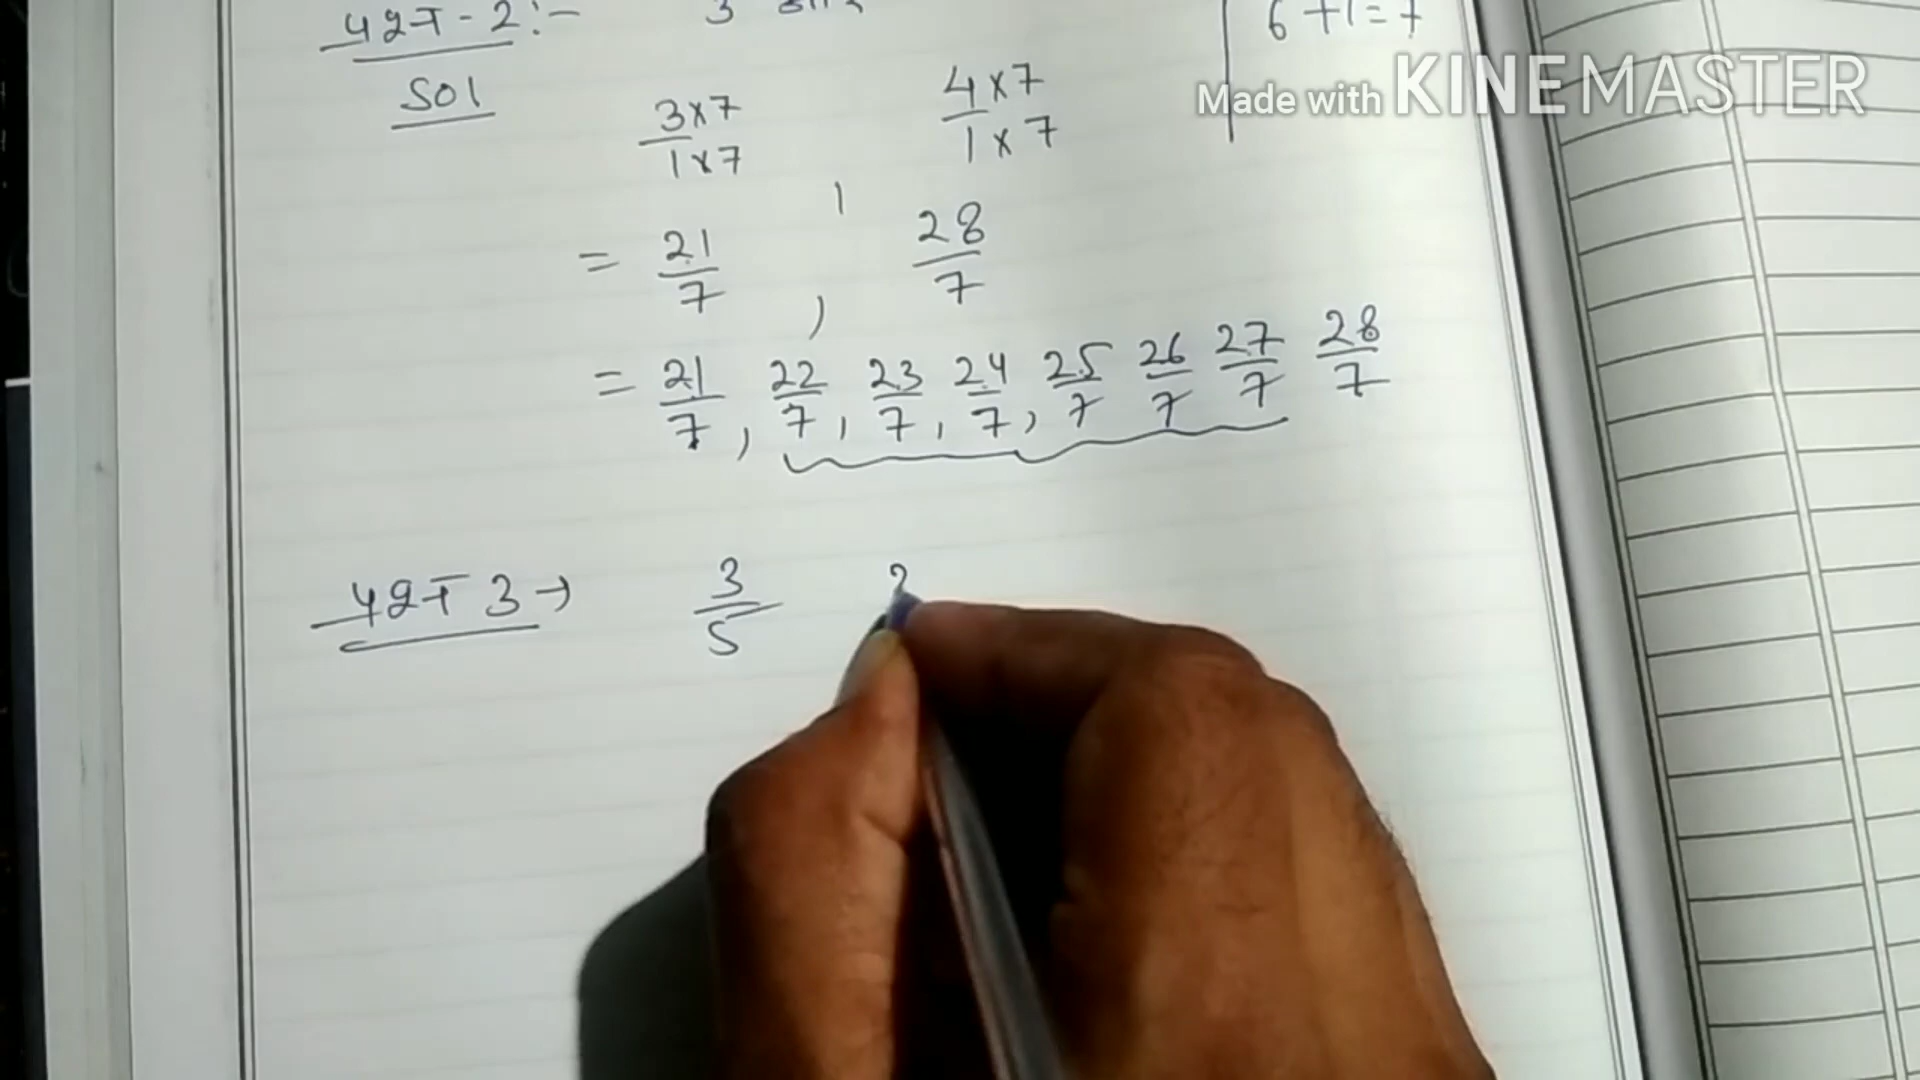 प्रश्न-2:- 3 और
6+1=7
Made with KINEMASTER
Sol
3×7/1×7 , 4×7/1×7
= 21/7 , 28/7
= 21/7, 22/7, 23/7, 24/7, 25/7 26/7 27/7 28/7
प्रश्न 3→ 3/5